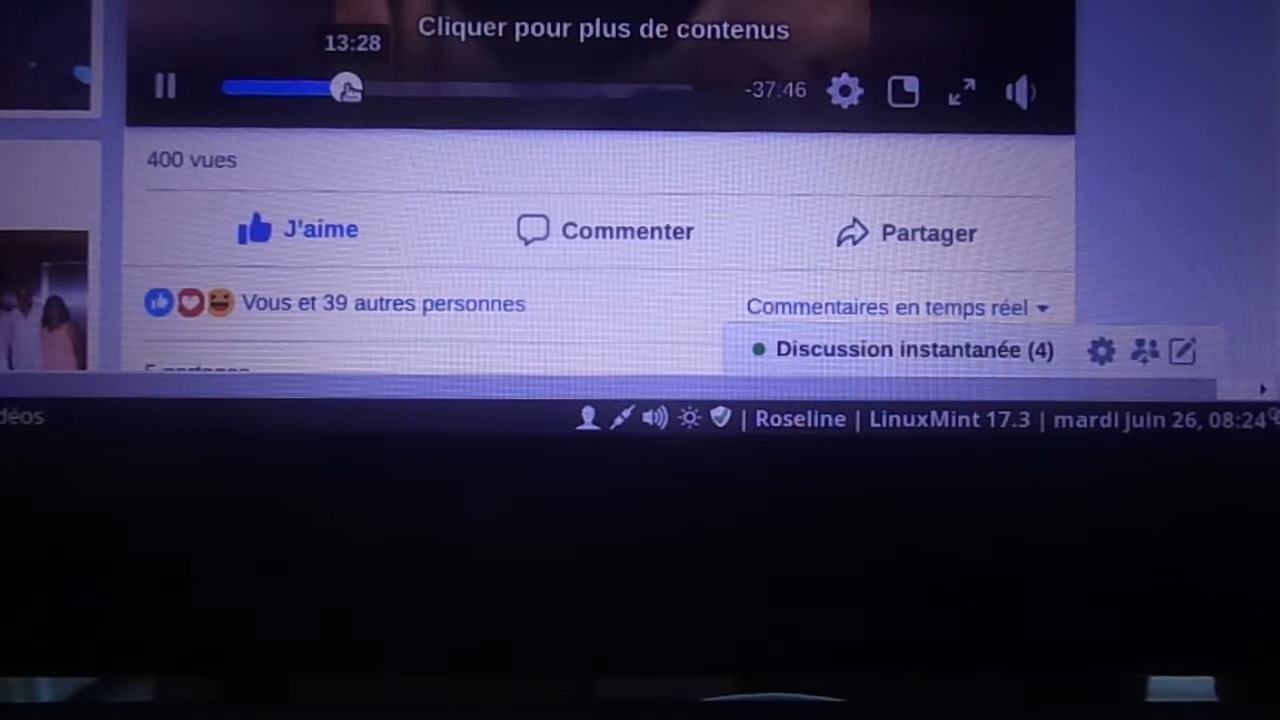 Cliquer pour plus de contenus
13:28
-37:46
400 vues
J'aime
Commenter
Partager
Vous et 39 autres personnes
Commentaires en temps réel
Discussion instantanée (4)
déos
| Roseline | LinuxMint 17.3 | mardi juin 26, 08:24